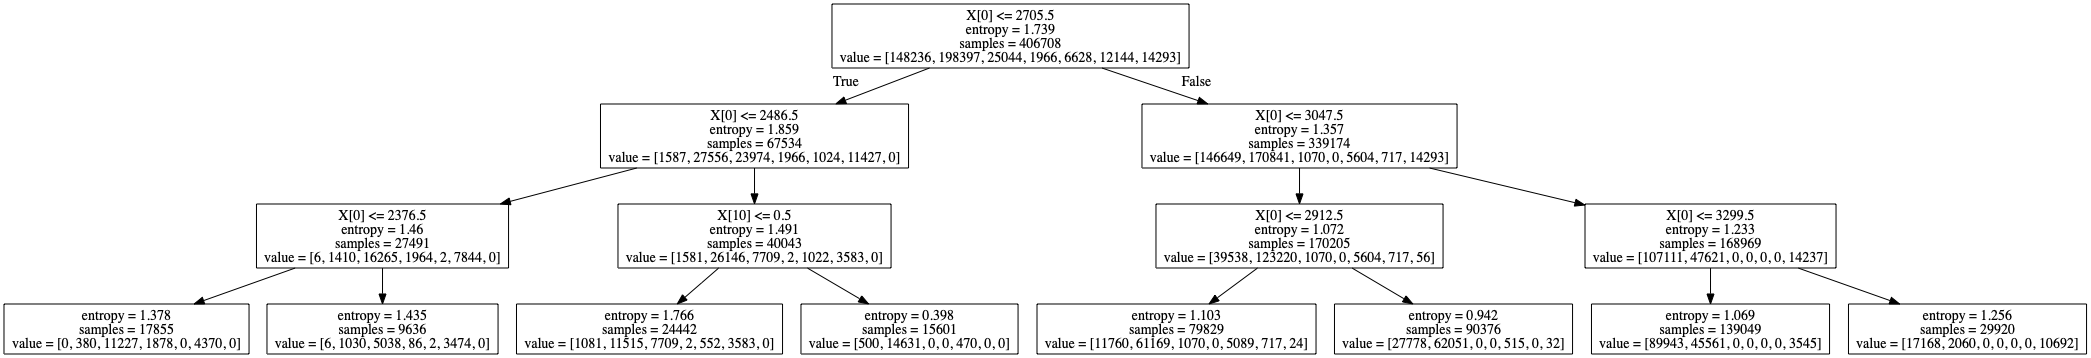 X[0] <= 2705.5
entropy = 1.739
samples = 406708
value = [148236, 198397, 25044, 1966, 6628, 12144, 14293]
True
False
X[0] <= 2486.5
entropy = 1.859
samples = 67534
value = [1587, 27556, 23974, 1966, 1024, 11427, 0]
X[0] <= 3047.5
entropy = 1.357
samples = 339174
value = [146649, 170841, 1070, 0, 5604, 717, 14293]
X[0] <= 2376.5
entropy = 1.46
samples = 27491
value = [6, 1410, 16265, 1964, 2, 7844, 0]
X[10] <= 0.5
entropy = 1.491
samples = 40043
value = [1581, 26146, 7709, 2, 1022, 3583, 0]
X[0] <= 2912.5
entropy = 1.072
samples = 170205
value = [39538, 123220, 1070, 0, 5604, 717, 56]
X[0] <= 3299.5
entropy = 1.233
samples = 168969
value = [107111, 47621, 0, 0, 0, 0, 14237]
entropy = 1.378
samples = 17855
value = [0, 380, 11227, 1878, 0, 4370, 0]
entropy = 1.435
samples = 9636
value = [6, 1030, 5038, 86, 2, 3474, 0]
entropy = 1.766
samples = 24442
value = [1081, 11515, 7709, 2, 552, 3583, 0]
entropy = 0.398
samples = 15601
value = [500, 14631, 0, 0, 470, 0, 0]
entropy = 1.103
samples = 79829
value = [11760, 61169, 1070, 0, 5089, 717, 24]
entropy = 0.942
samples = 90376
value = [27778, 62051, 0, 0, 515, 0, 32]
entropy = 1.069
samples = 139049
value = [89943, 45561, 0, 0, 0, 0, 3545]
entropy = 1.256
samples = 29920
value = [17168, 2060, 0, 0, 0, 0, 10692]